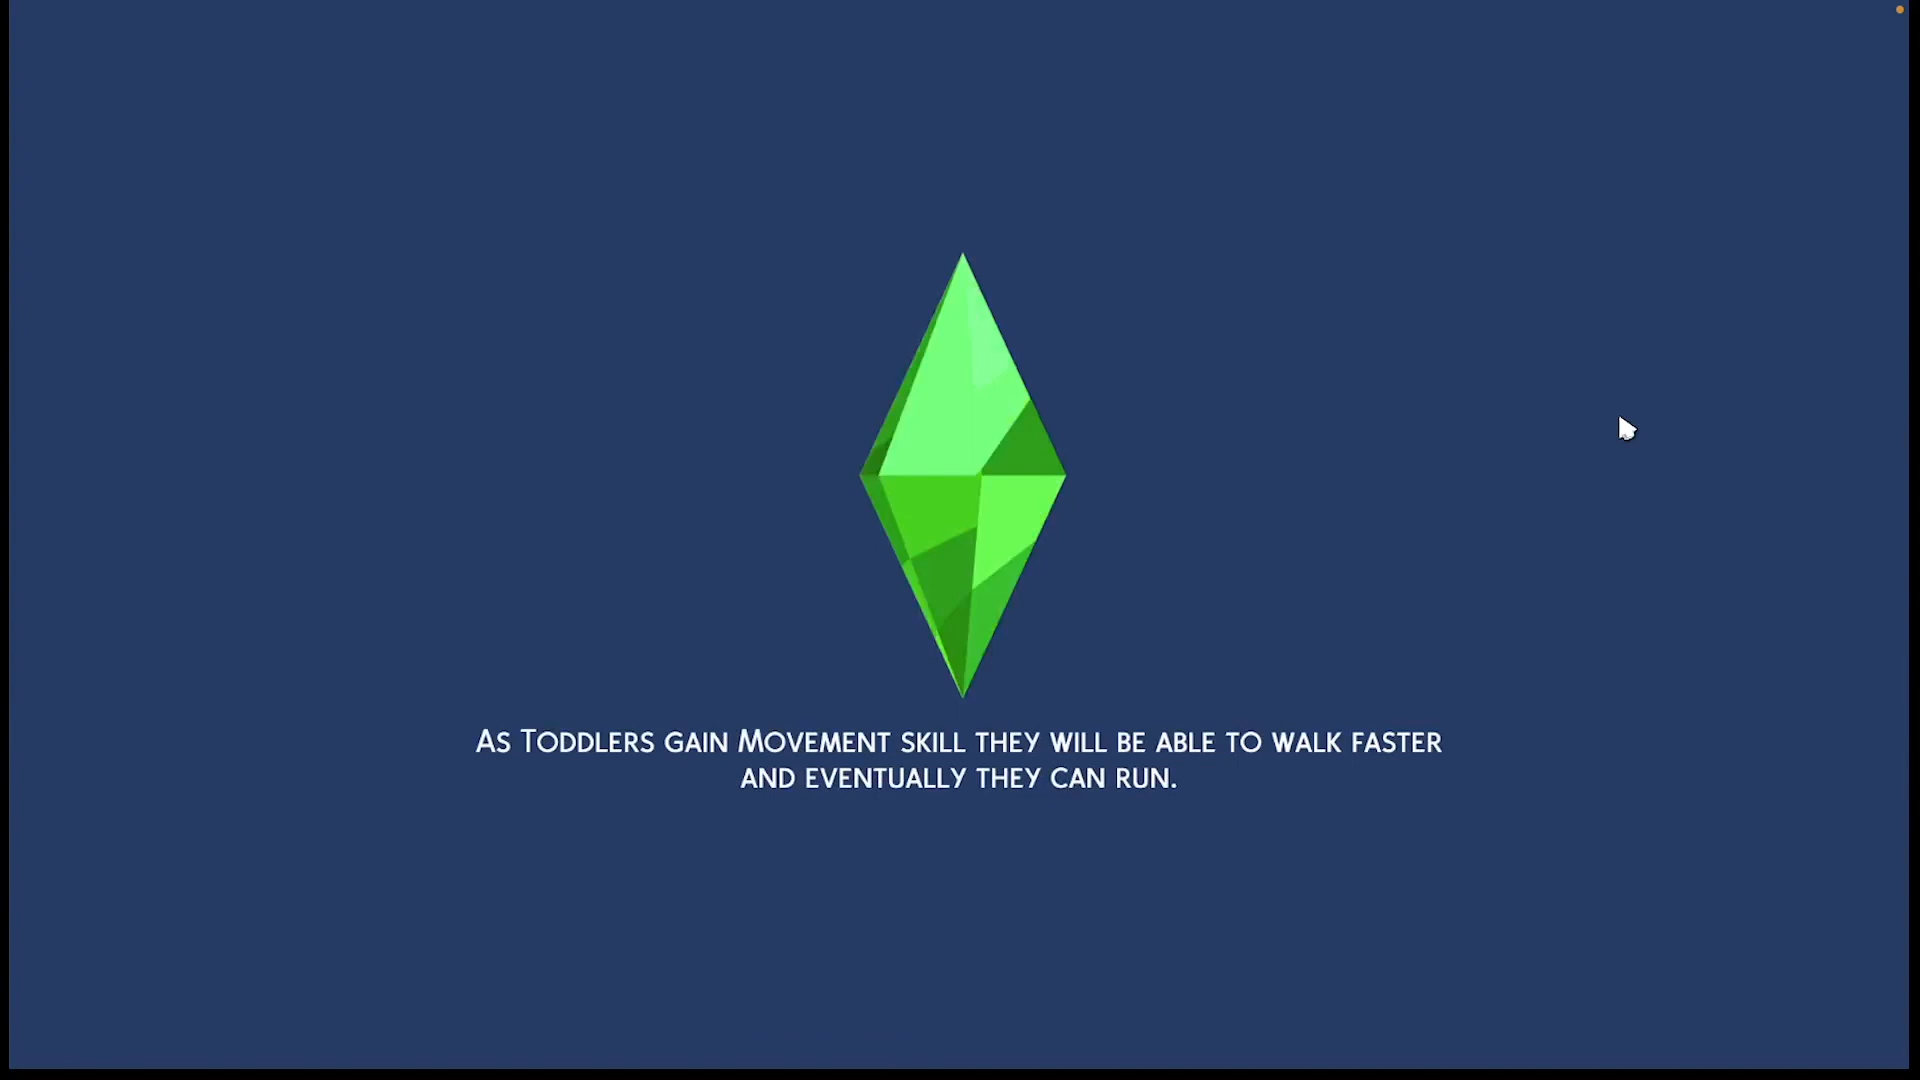 As Toddlers gain Movement skill they will be able to walk faster
and eventually they can run.